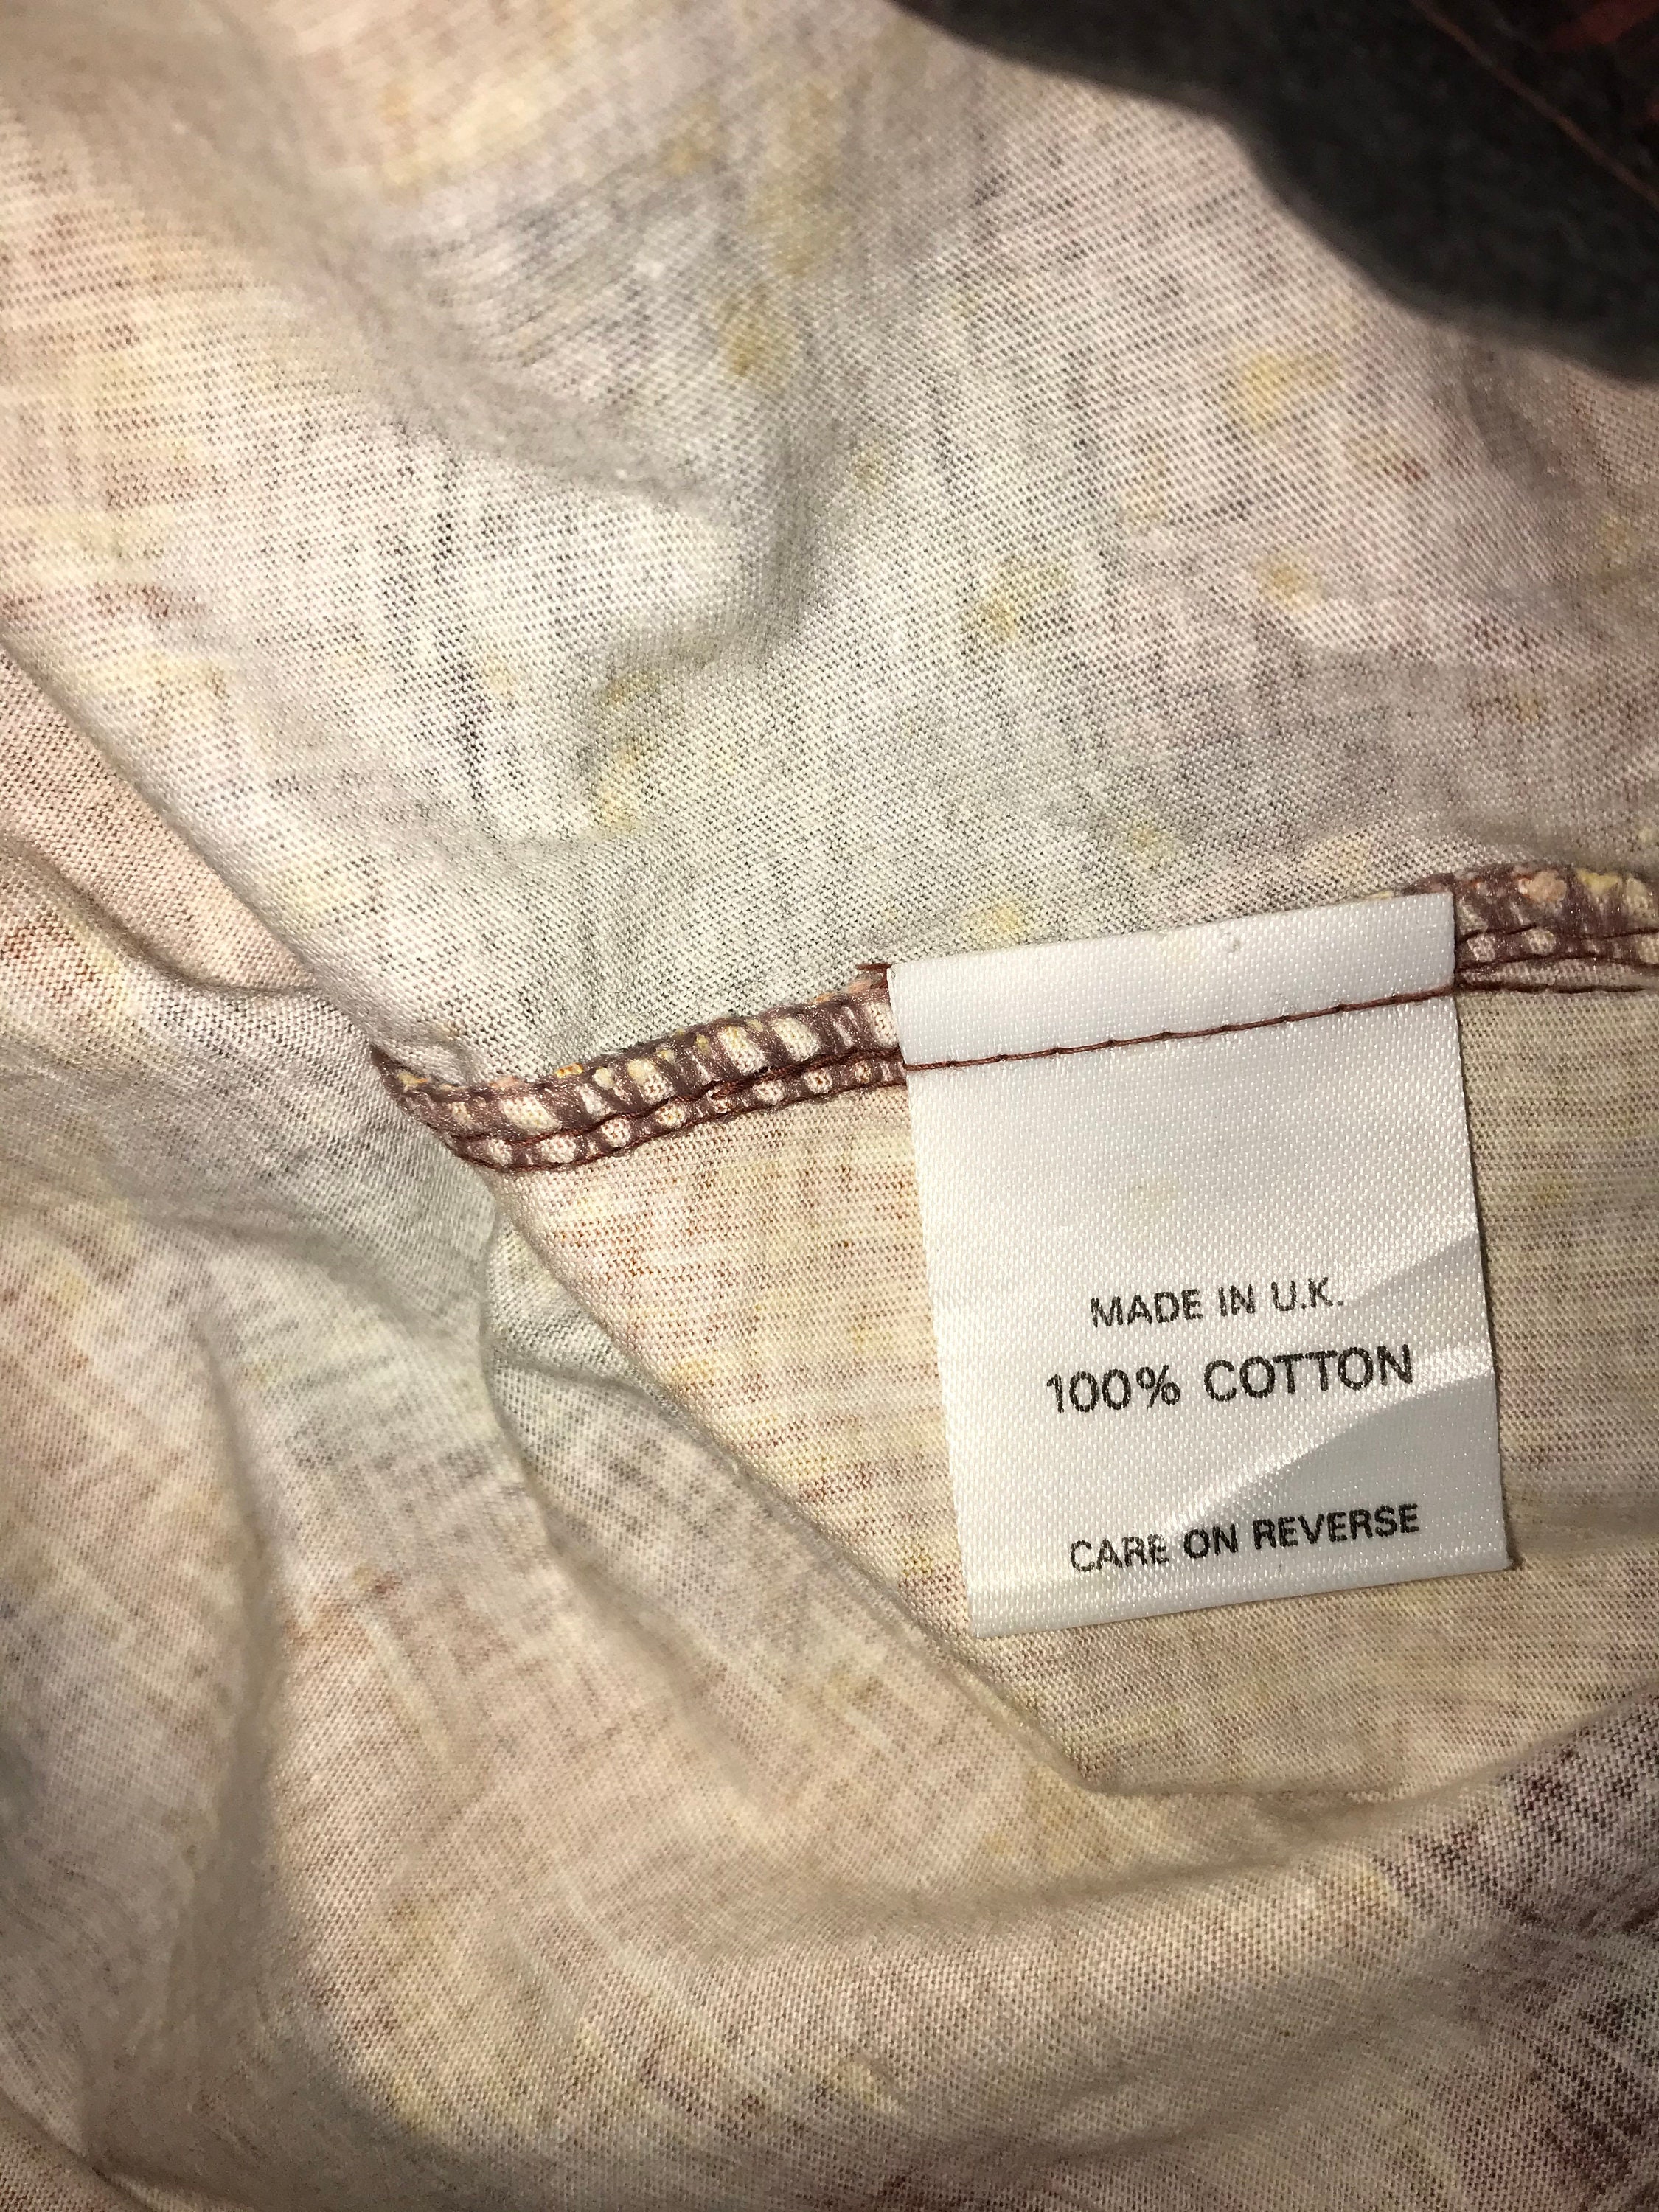 MADE IN U.K.
100% COTTON
CARE ON REVERSE